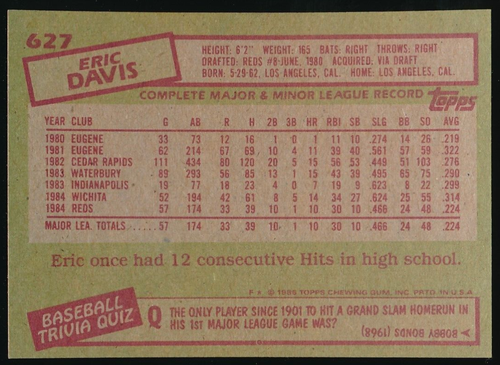 627
ERIC
DAVIS
HEIGHT: 6'2" WEIGHT: 165 BATS: RIGHT THROWS: RIGHT
DRAFTED: REDS #8-JUNE, 1980 ACQUIRED: VIA DRAFT
BORN: 5-29-62, LOS ANGELES, CAL. HOME: LOS ANGELES, CAL.
COMPLETE MAJOR & MINOR LEAGUE RECORD
Topps
YEAR CLUB G AB R H 2B 3B HR RBI SB SLG BB SO AVG
1980 EUGENE 33 73 12 16 1 0 1 11 10 .274 14 26 .219
1981 EUGENE 62 214 67 69 10 4 11 39 40 .561 57 59 .322
1982 CEDAR RAPIDS 111 434 80 120 20 5 15 56 53 .449 51 103 .276
1983 WATERBURY 89 293 56 85 13 1 15 43 39 .495 65 75 .290
1983 INDIANAPOLIS 19 77 18 23 4 0 7 19 9 .623 8 22 .299
1984 WICHITA 52 194 42 61 8 5 14 34 27 .624 25 55 .314
1984 REDS 57 174 33 39 10 1 10 30 10 .466 24 48 .224
MAJOR LEA. TOTALS 57 174 33 39 10 1 10 30 10 .466 24 48 .224
Eric once had 12 consecutive Hits in high school.
© 1985 TOPPS CHEWING GUM, INC. PRTD. IN U.S.A.
BASEBALL
TRIVIA QUIZ
Q THE ONLY PLAYER SINCE 1901 TO HIT A GRAND SLAM HOMERUN IN
HIS 1ST MAJOR LEAGUE GAME WAS?
A BOBBY BONDS (1968)